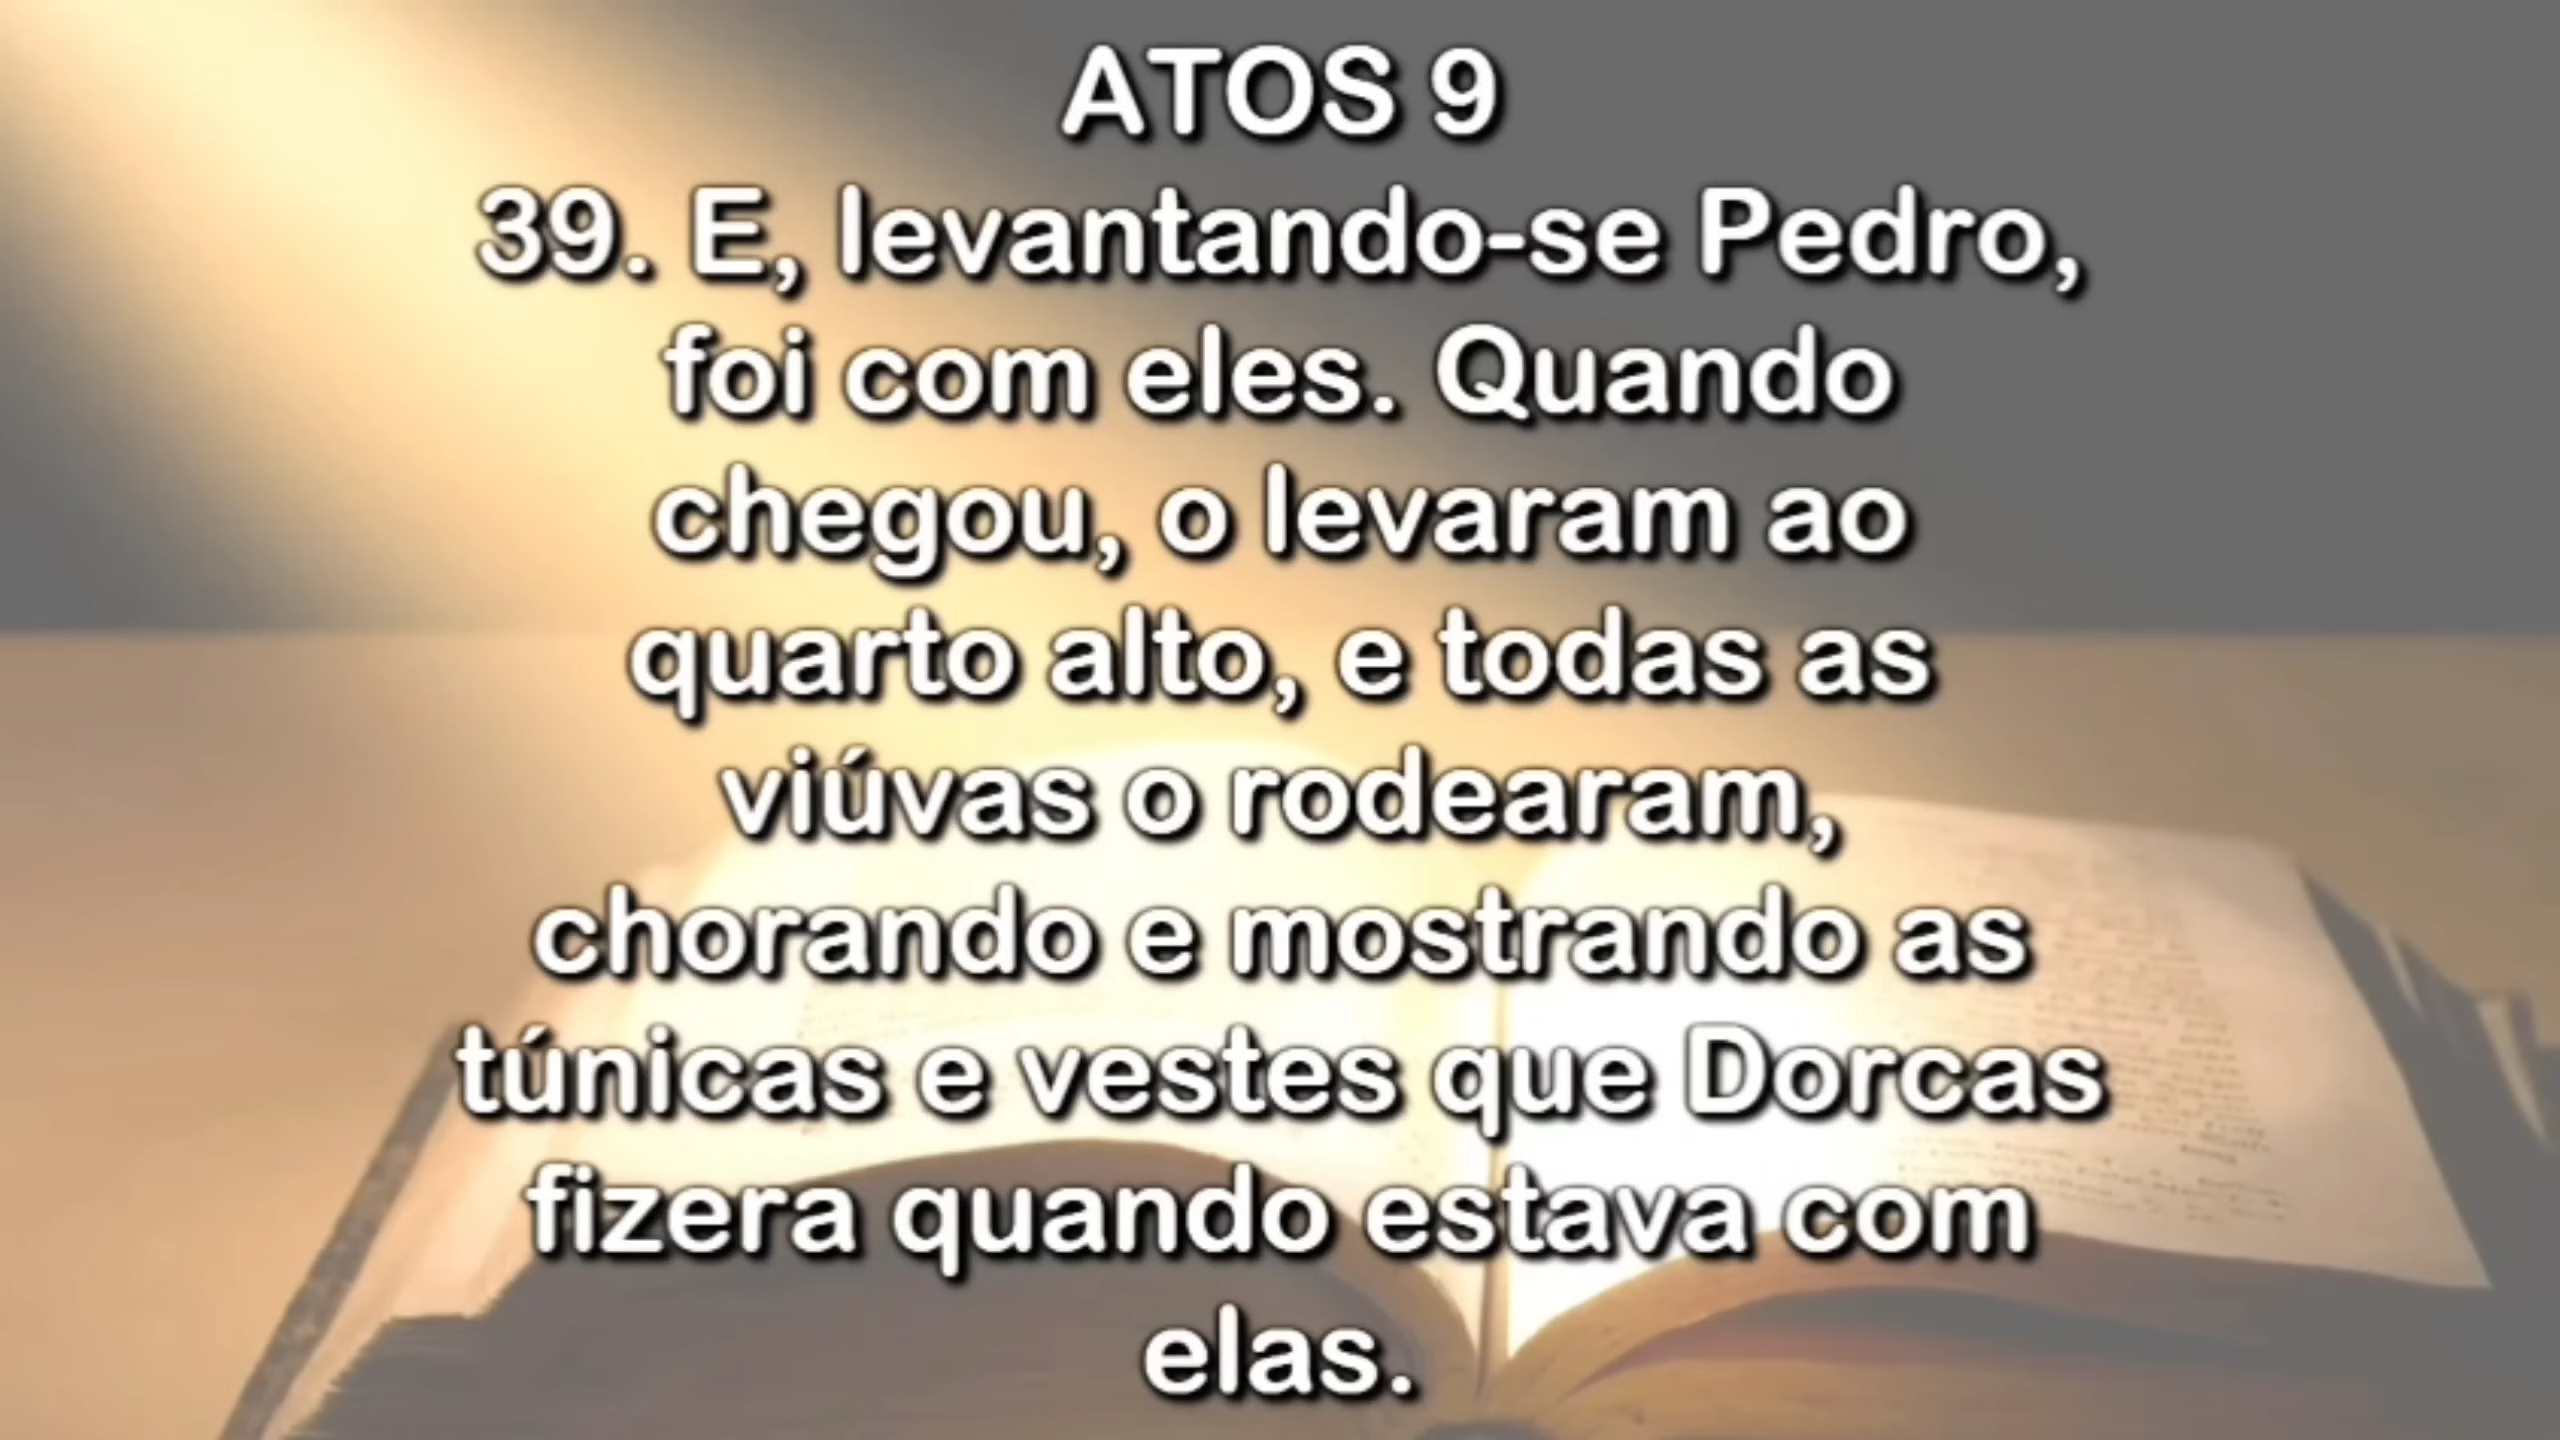 ATOS 9
39. E, levantando-se Pedro,
foi com eles. Quando
chegou, o levaram ao
quarto alto, e todas as
viúvas o rodearam,
chorando e mostrando as
túnicas e vestes que Dorcas
fizera quando estava com
elas.